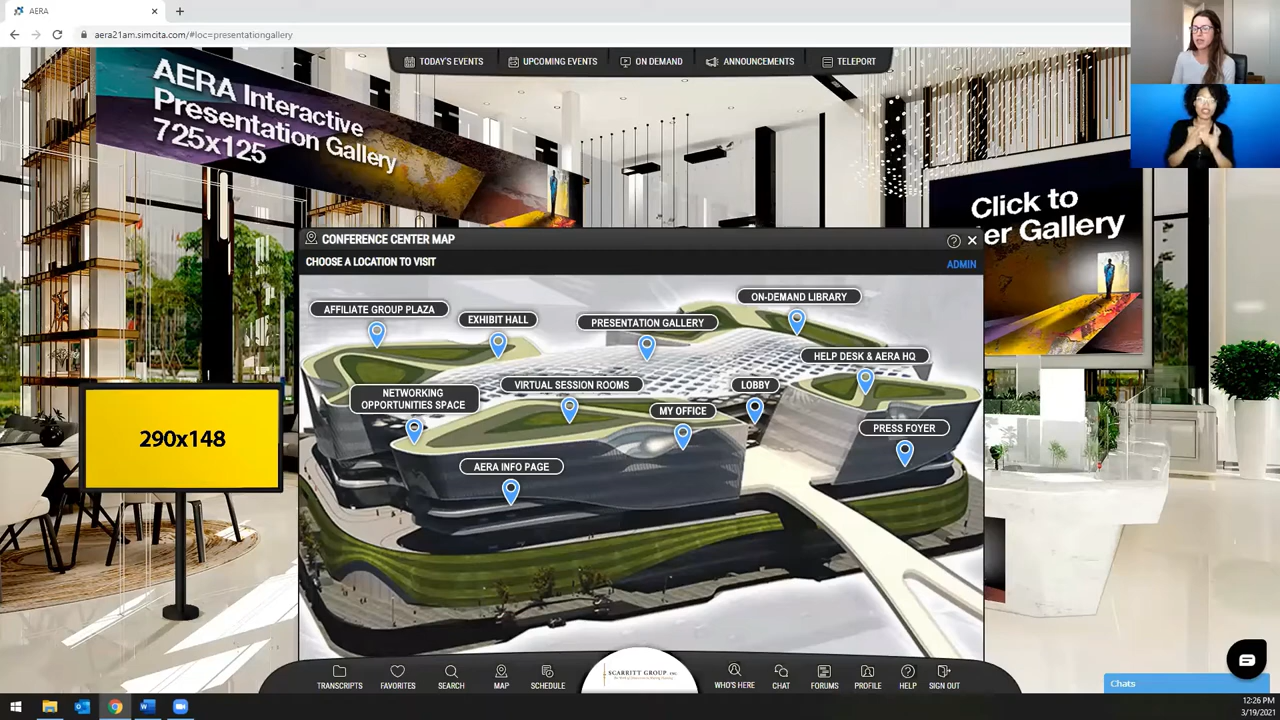 AERA
aera21am.simcita.com/#loc=presentationgallery
TODAY'S EVENTS
UPCOMING EVENTS
ON DEMAND
ANNOUNCEMENTS
TELEPORT
AERA Interactive
Presentation Gallery
725x125
Click to
er Gallery
290x148
CONFERENCE CENTER MAP
CHOOSE A LOCATION TO VISIT
ADMIN
AFFILIATE GROUP PLAZA
EXHIBIT HALL
PRESENTATION GALLERY
ON-DEMAND LIBRARY
HELP DESK & AERA HQ
NETWORKING
OPPORTUNITIES SPACE
VIRTUAL SESSION ROOMS
LOBBY
MY OFFICE
PRESS FOYER
AERA INFO PAGE
TRANSCRIPTS
FAVORITES
SEARCH
MAP
SCHEDULE
SCARRITT GROUP, INC.
WHO'S HERE
CHAT
FORUMS
PROFILE
HELP
SIGN OUT
Chats
12:26 PM
3/19/2021